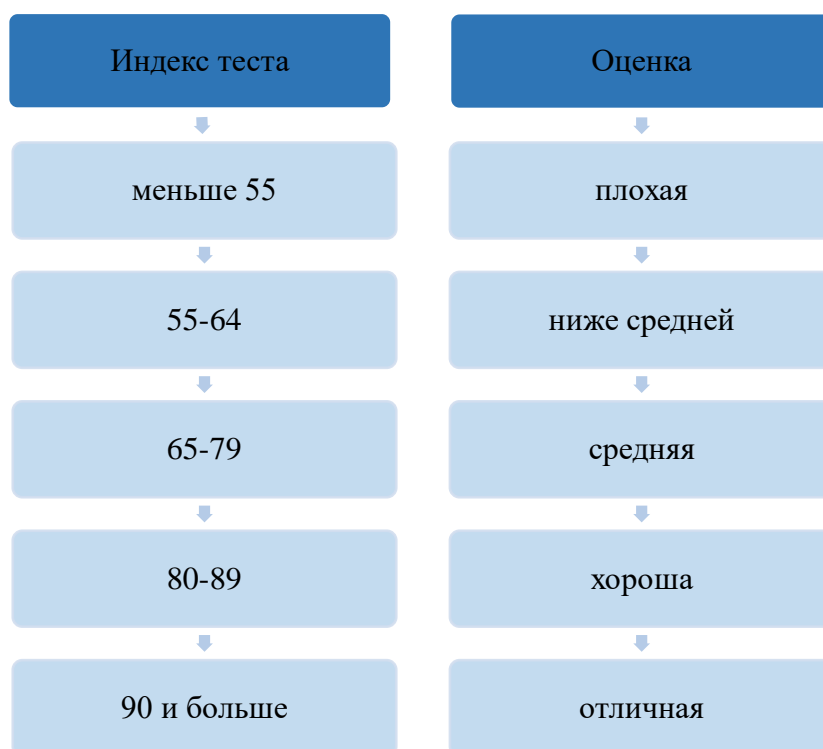 Индекс теста
Оценка
меньше 55
плохая
55-64
ниже средней
65-79
средняя
80-89
хороша
90 и больше
отличная